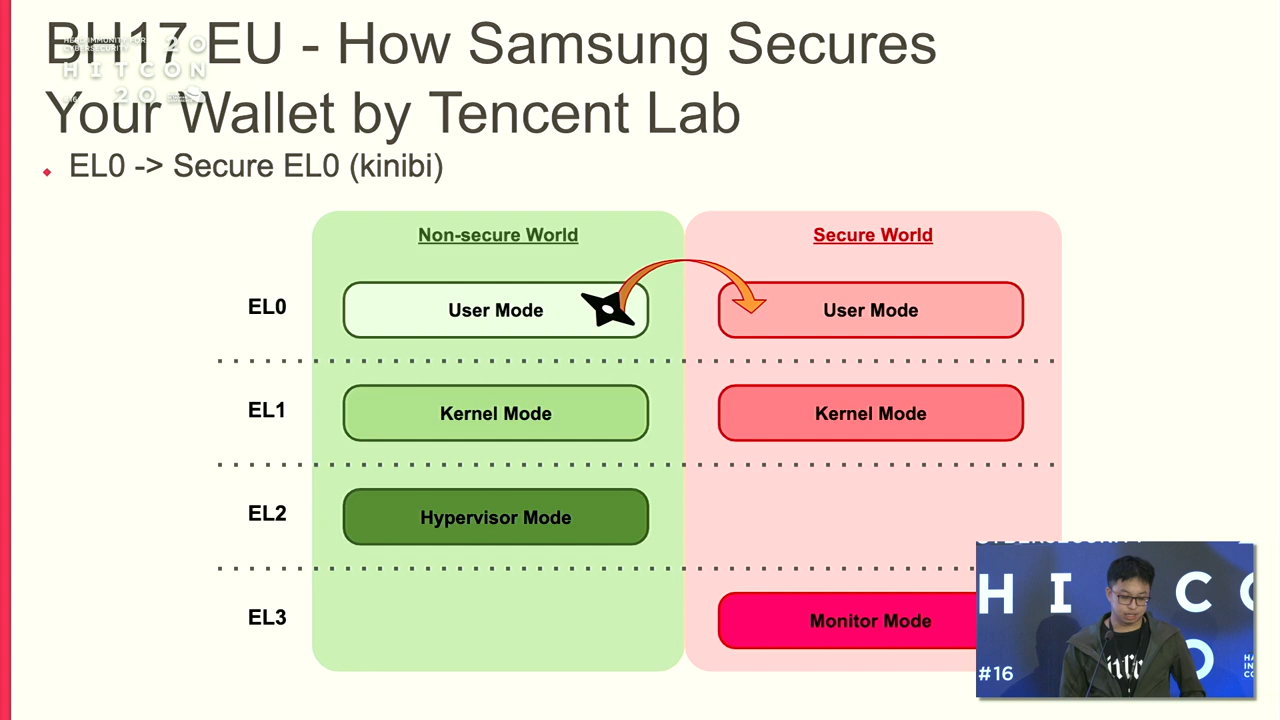 BH17 EU - How Samsung Secures
Your Wallet by Tencent Lab
HITCON
20
EL0 -> Secure EL0 (kinibi)
Non-secure World
Secure World
EL0
User Mode
User Mode
EL1
Kernel Mode
Kernel Mode
EL2
Hypervisor Mode
EL3
Monitor Mode
H I C
#16